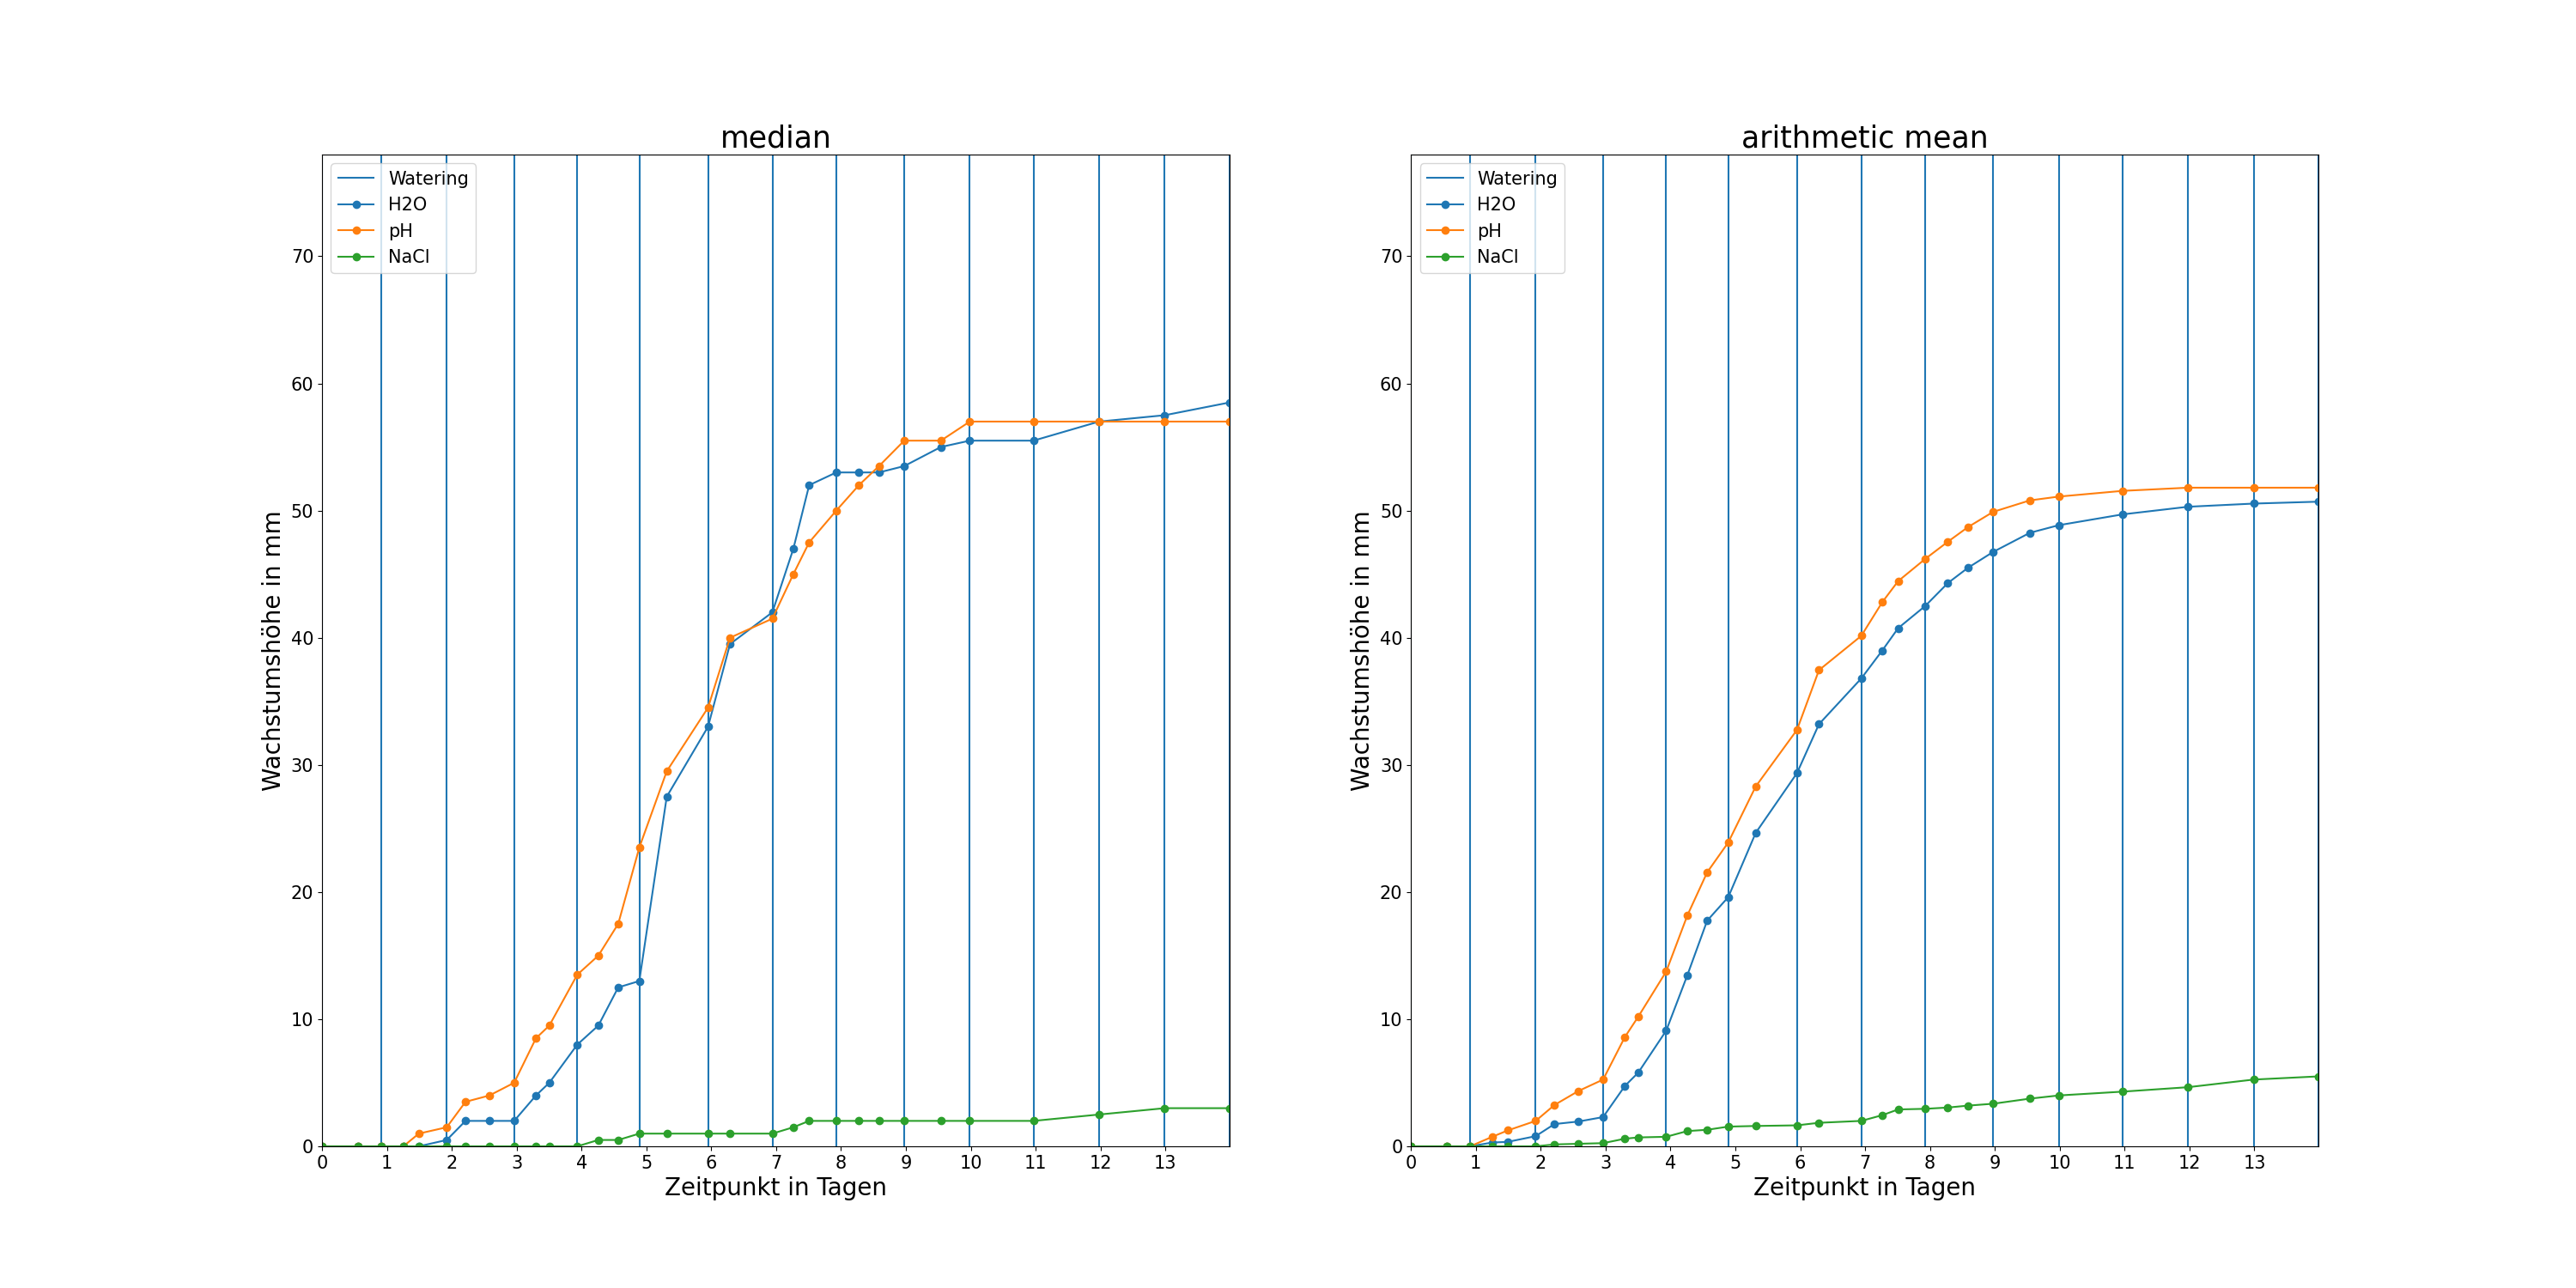 median
Watering
H2O
pH
NaCl
Wachstumshöhe in mm
70
60
50
40
30
20
10
0
0 1 2 3 4 5 6 7 8 9 10 11 12 13
Zeitpunkt in Tagen
arithmetic mean
Watering
H2O
pH
NaCl
Wachstumshöhe in mm
70
60
50
40
30
20
10
0
0 1 2 3 4 5 6 7 8 9 10 11 12 13
Zeitpunkt in Tagen